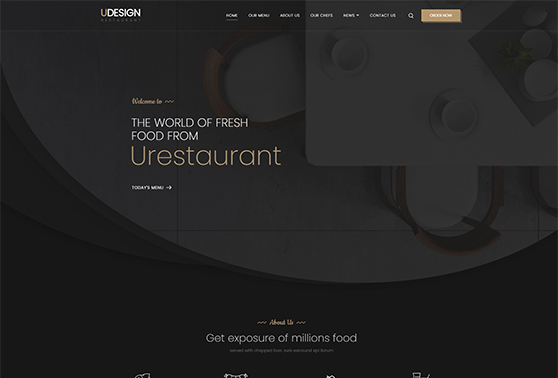 UDESIGN
RESTAURANT
HOME OUR MENU ABOUT US OUR CHEFS NEWS CONTACT US ORDER NOW
Welcome to
THE WORLD OF FRESH
FOOD FROM
Urestaurant
TODAY'S MENU
About Us
Get exposure of millions food